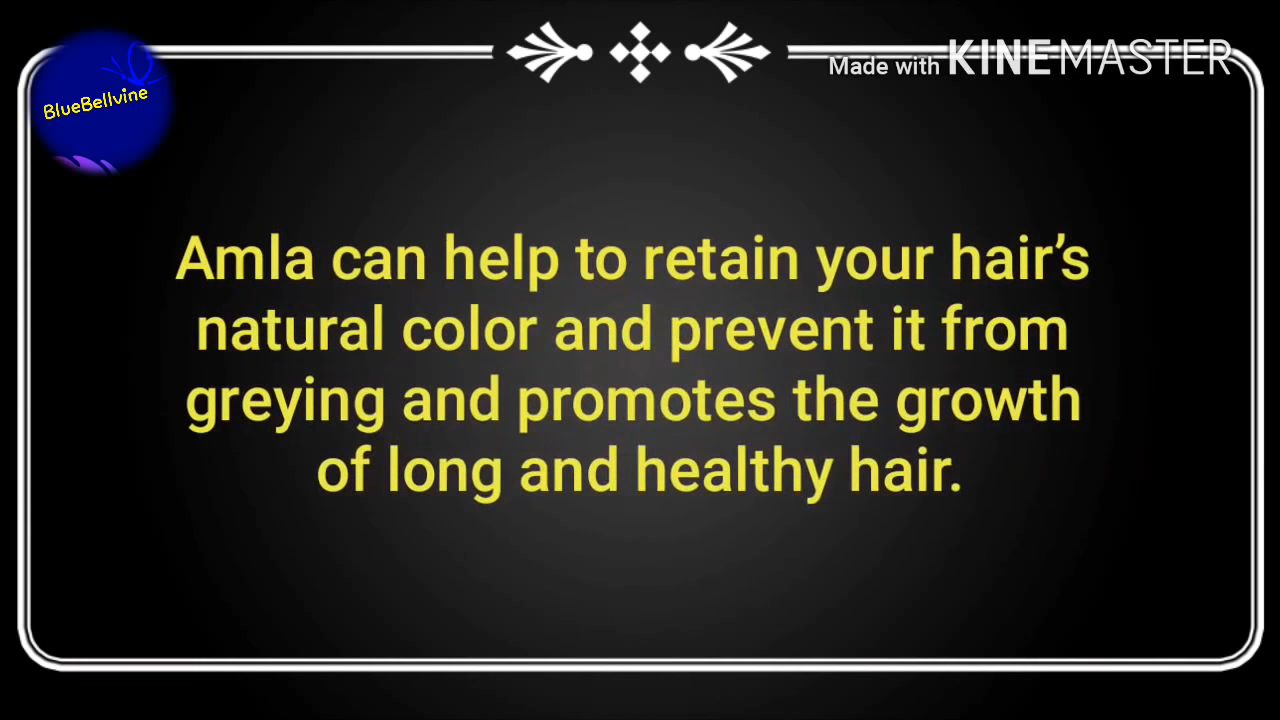 BlueBellvine
Made with KINEMASTER
Amla can help to retain your hair’s
natural color and prevent it from
greying and promotes the growth
of long and healthy hair.